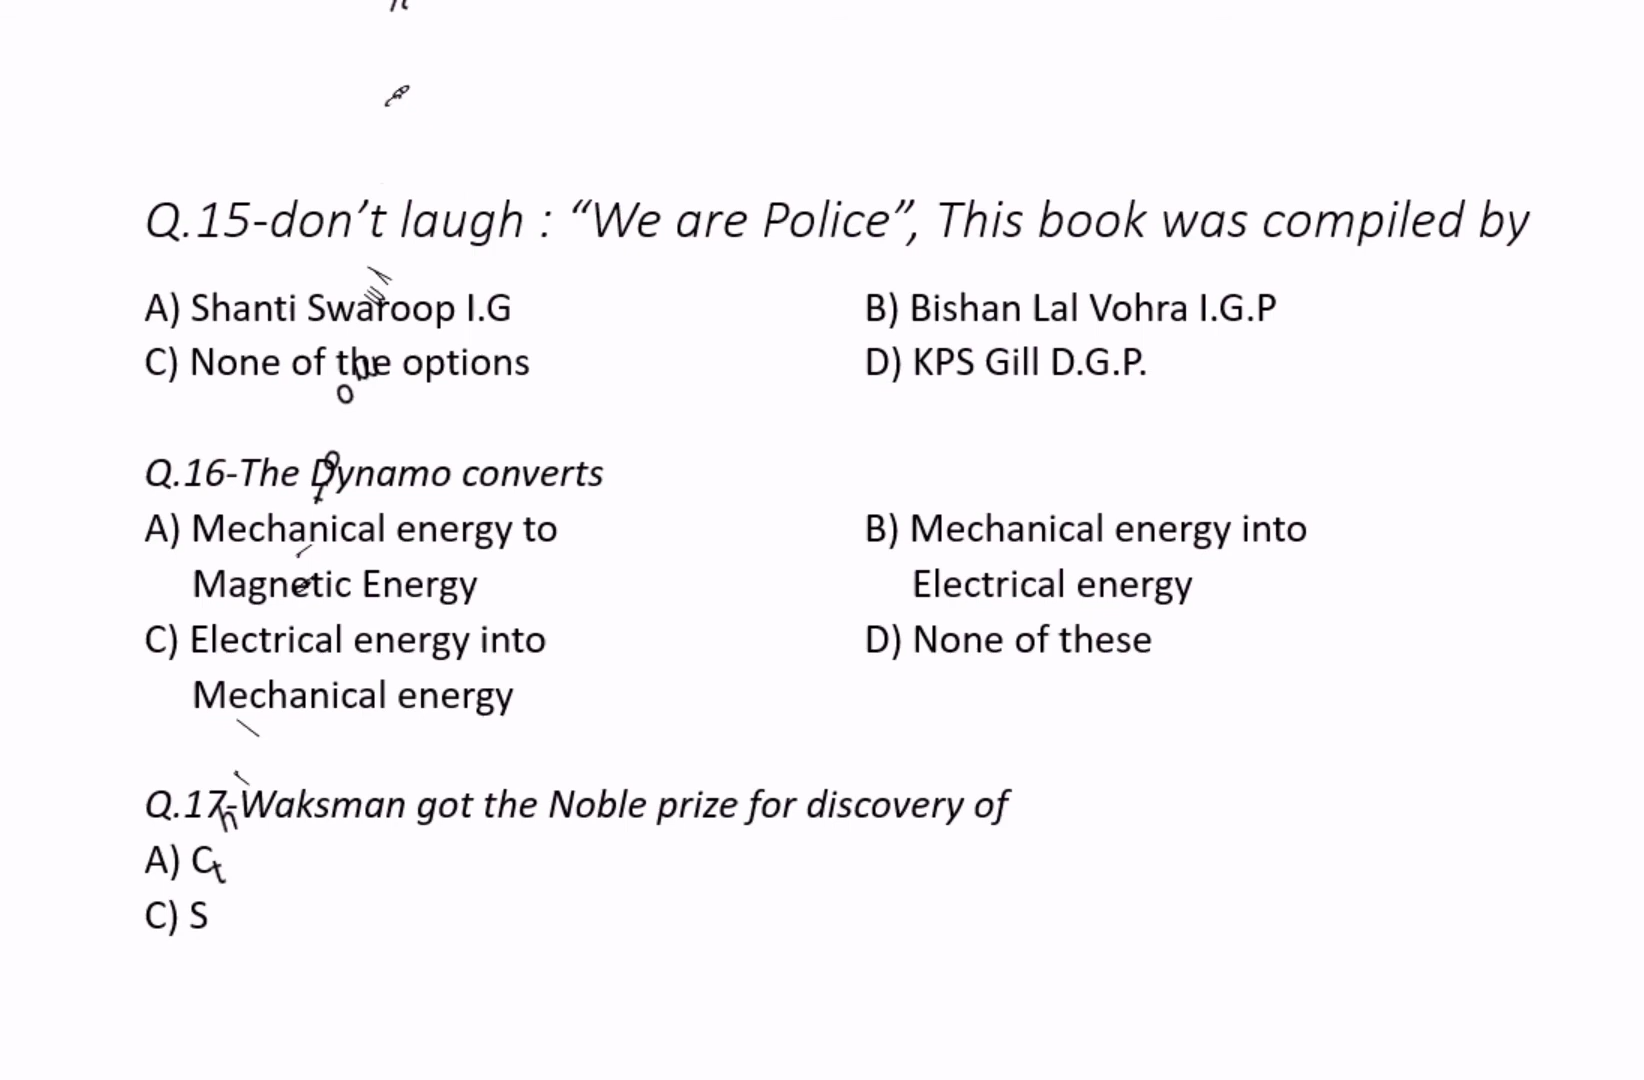 Q.15-don’t laugh : “We are Police”, This book was compiled by
A) Shanti Swaroop I.G B) Bishan Lal Vohra I.G.P
C) None of the options D) KPS Gill D.G.P.
Q.16-The Dynamo converts
A) Mechanical energy to B) Mechanical energy into
Magnetic Energy Electrical energy
C) Electrical energy into D) None of these
Mechanical energy
Q.17-Waksman got the Noble prize for discovery of
A) C
C) S